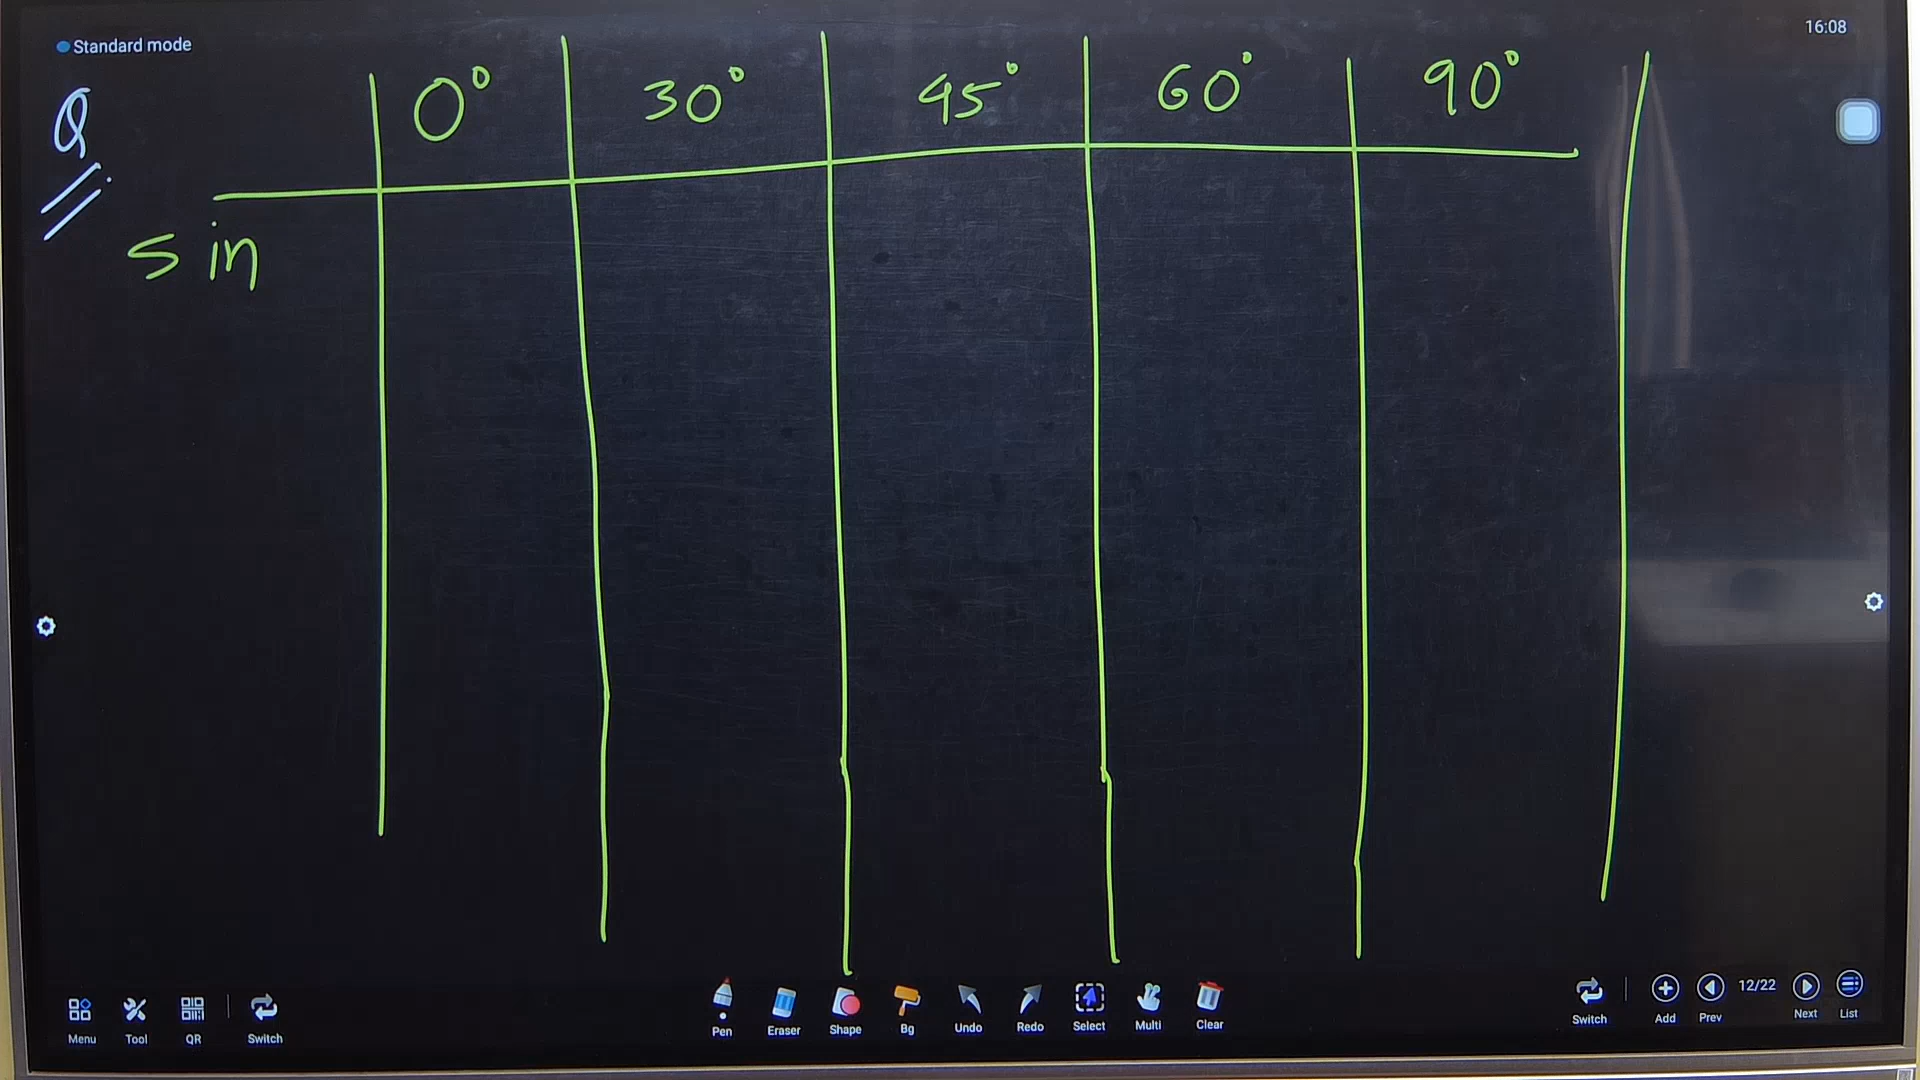 Standard mode
16:08
Q
0° 30° 45° 60° 90°
sin
Menu Tool QR Switch Pen Eraser Shape Bg Undo Redo Select Multi Clear Switch Add Prev 12/22 Next List